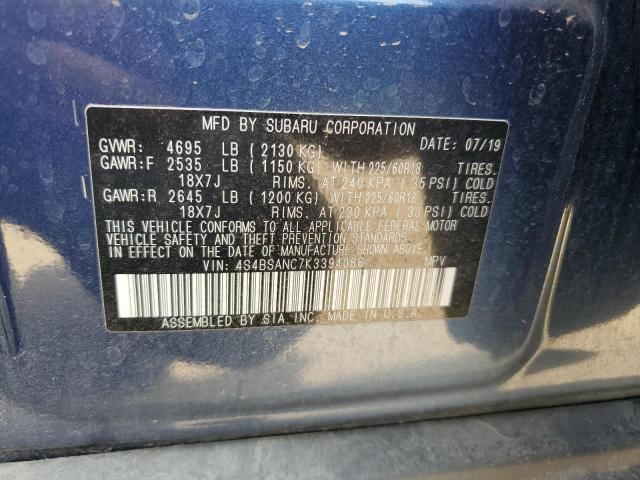 MFD BY SUBARU CORPORATION
GVWR: 4695 LB ( 2130 KG) DATE: 07/19
GAWR:F 2535 LB ( 1150 KG) WITH 225/60R18 TIRES.
18X7J RIMS. AT 240 KPA ( 35 PSI) COLD
GAWR:R 2645 LB ( 1200 KG) WITH 225/60R18 TIRES.
18X7J RIMS. AT 230 KPA ( 33 PSI) COLD
THIS VEHICLE CONFORMS TO ALL APPLICABLE FEDERAL MOTOR
VEHICLE SAFETY AND THEFT PREVENTION STANDARDS
IN EFFECT ON THE DATE OF MANUFACTURE SHOWN ABOVE.
VIN: 4S4BSANC7K3394086 MPV
ASSEMBLED BY SIA INC. MADE IN U.S.A.